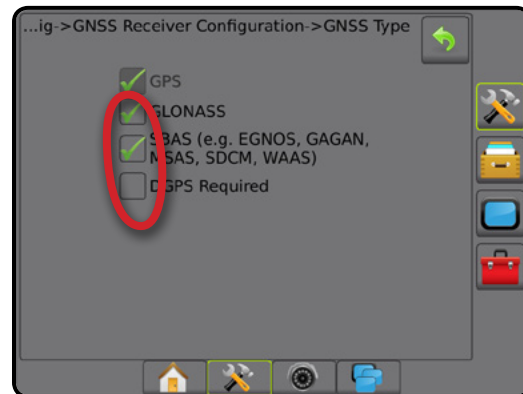 ...ig->GNSS Receiver Configuration->GNSS Type
GPS
GLONASS
SBAS (e.g. EGNOS, GAGAN,
MSAS, SDCM, WAAS)
DGPS Required